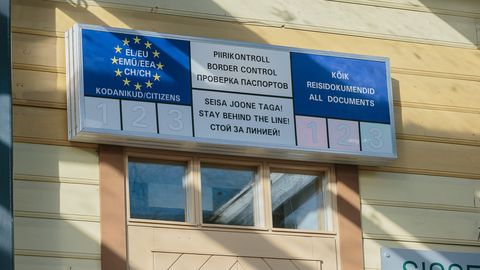 EL/EU
EMÜ/EEA
CH/CH
KODANIKUD/CITIZENS
1 2 3
PIIRIKONTROLL
BORDER CONTROL
ПРОВЕРКА ПАСПОРТОВ
SEISA JOONE TAGA!
STAY BEHIND THE LINE!
СТОЙ ЗА ЛИНИЕЙ!
KÕIK
REISIDOKUMENDID
ALL DOCUMENTS
1 2 3